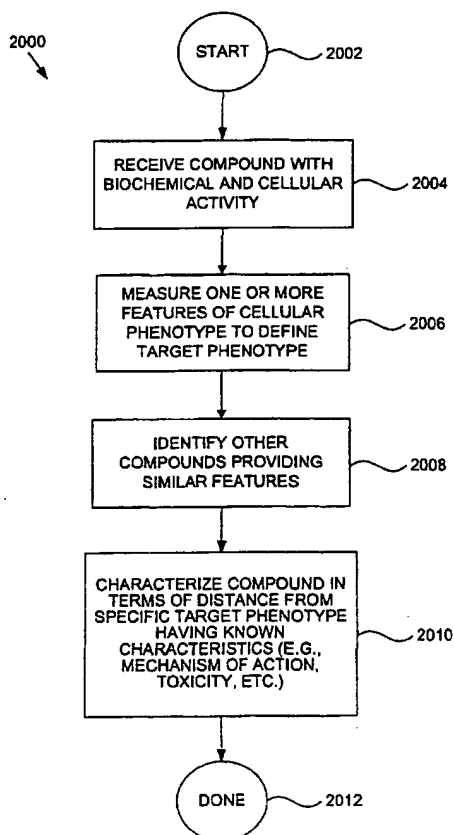 2000
START
2002
RECEIVE COMPOUND WITH
BIOCHEMICAL AND CELLULAR
ACTIVITY
2004
MEASURE ONE OR MORE
FEATURES OF CELLULAR
PHENOTYPE TO DEFINE
TARGET PHENOTYPE
2006
IDENTIFY OTHER
COMPOUNDS PROVIDING
SIMILAR FEATURES
2008
CHARACTERIZE COMPOUND IN
TERMS OF DISTANCE FROM
SPECIFIC TARGET PHENOTYPE
HAVING KNOWN
CHARACTERISTICS (E.G.,
MECHANISM OF ACTION,
TOXICITY, ETC.)
2010
DONE
2012